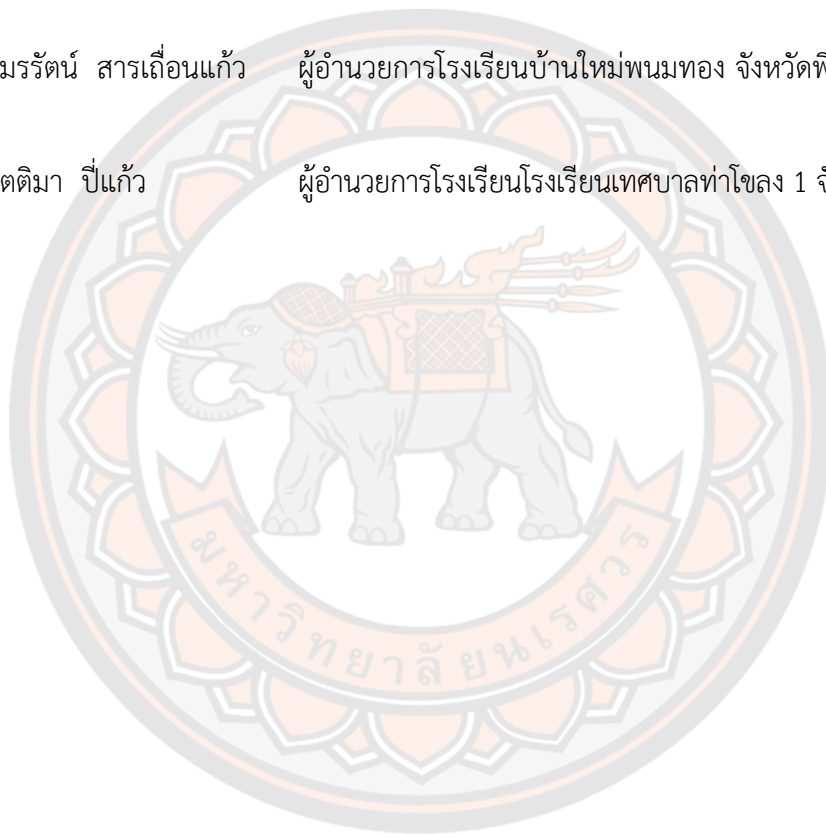 มรรัตน์ สารเถื่อนแก้ว ผู้อำนวยการโรงเรียนบ้านใหม่พนมทอง จังหวัดพิ
ตติมา ปี่แก้ว ผู้อำนวยการโรงเรียนโรงเรียนเทศบาลท่าโขลง 1 จั
มหาวิทยาลัยนเรศวร